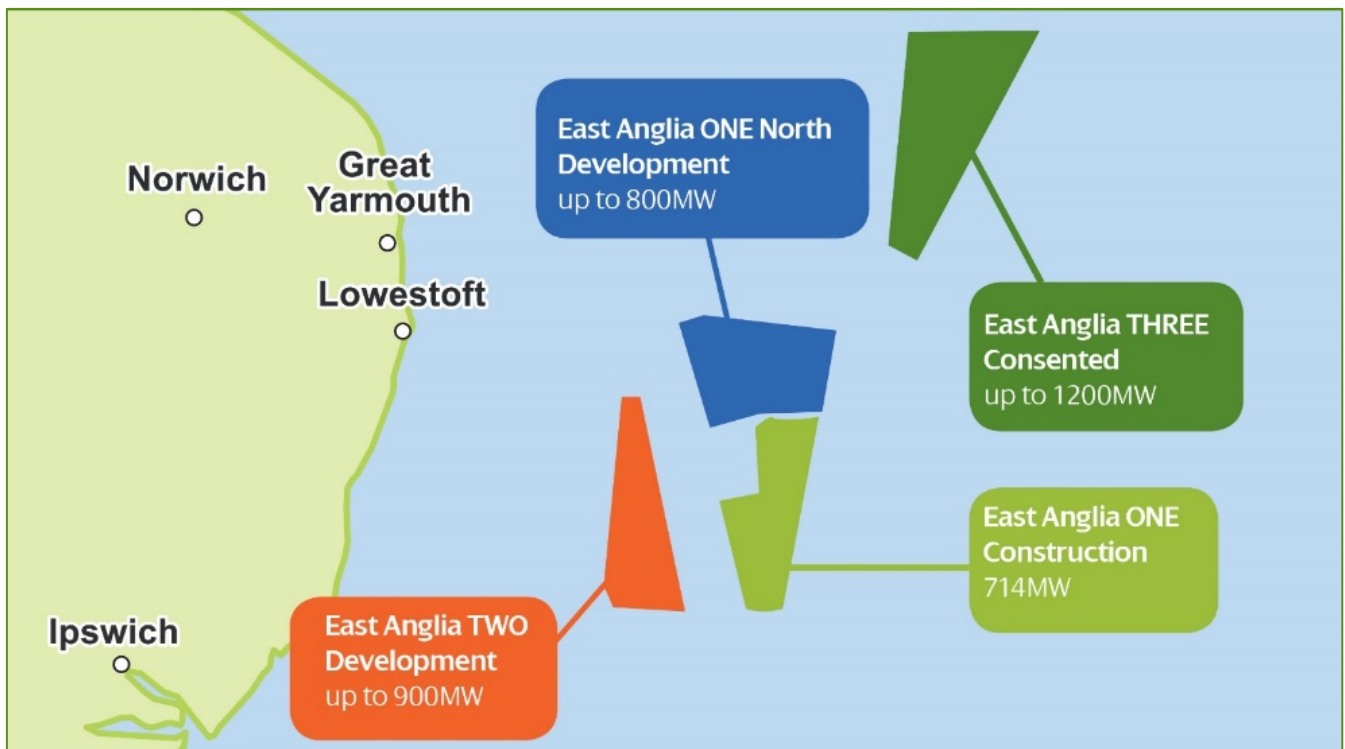 East Anglia ONE North
Development
up to 800MW
Norwich
Great
Yarmouth
Lowestoft
East Anglia THREE
Consented
up to 1200MW
East Anglia ONE
Construction
714MW
Ipswich
East Anglia TWO
Development
up to 900MW